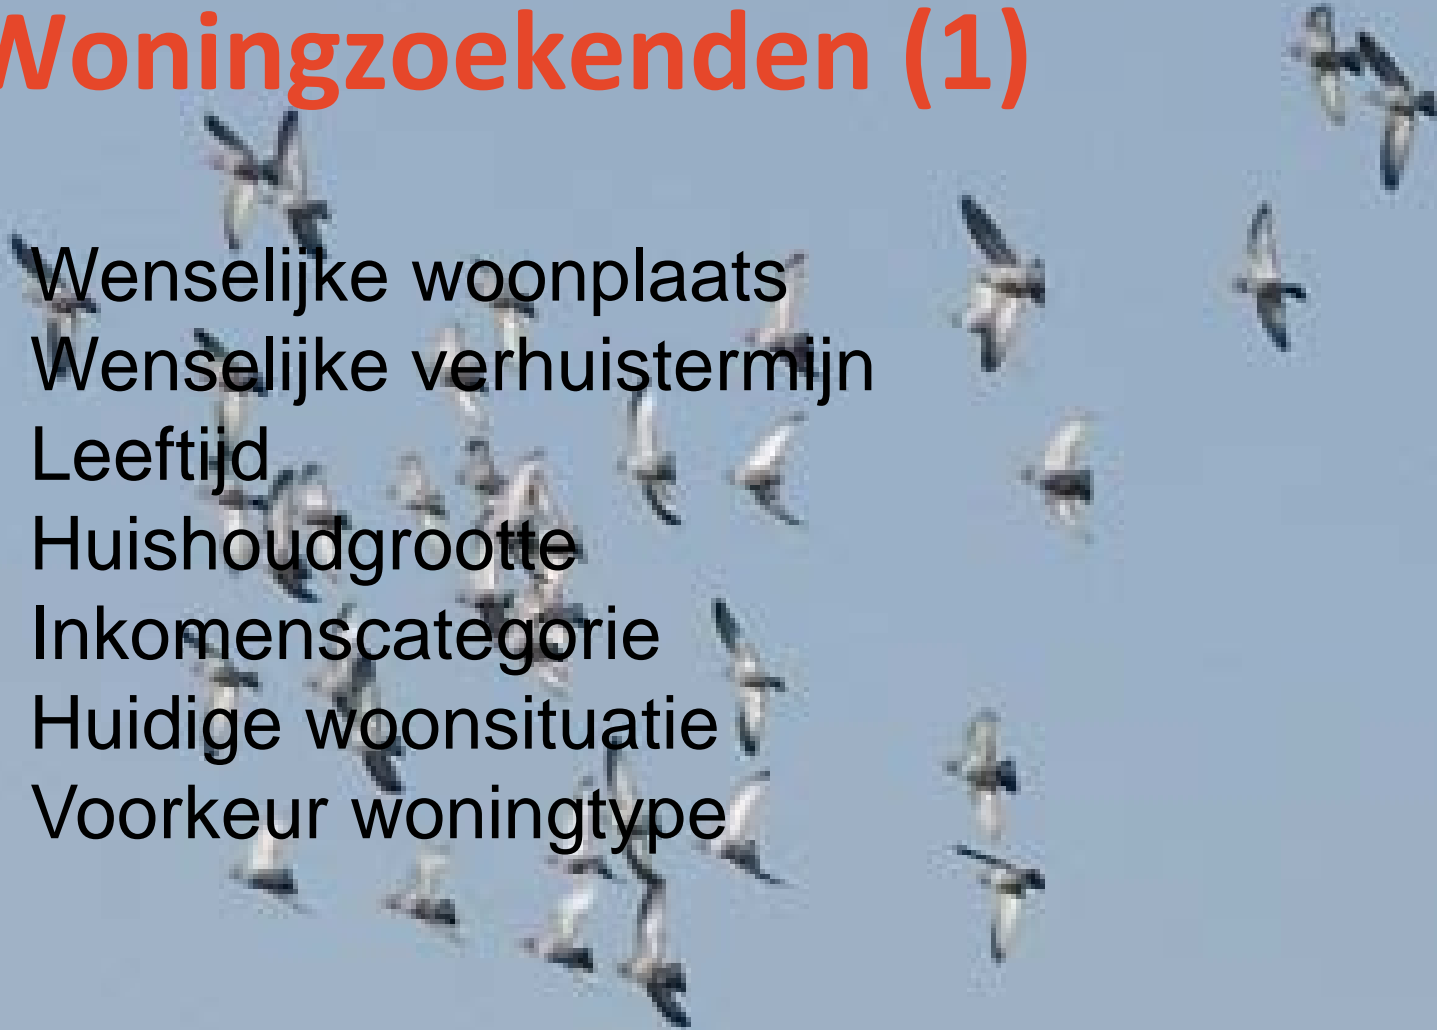 Woningzoekenden (1)
Wenselijke woonplaats
Wenselijke verhuistermijn
Leeftijd
Huishoudgrootte
Inkomenscategorie
Huidige woonsituatie
Voorkeur woningtype